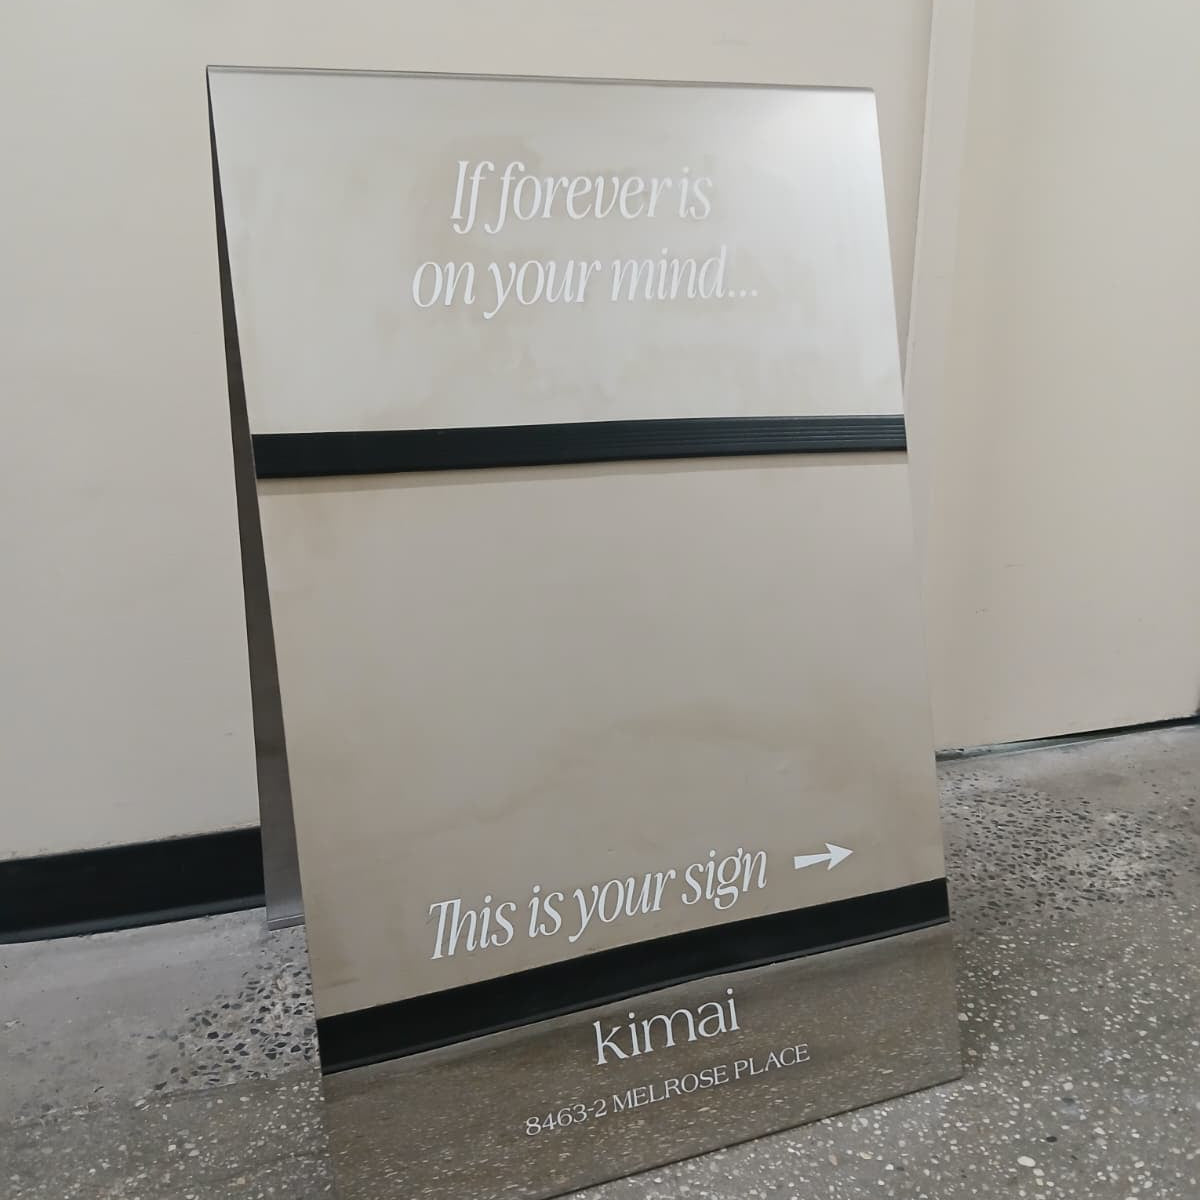 If forever is
on your mind...
This is your sign →
kimai
8463-2 MELROSE PLACE